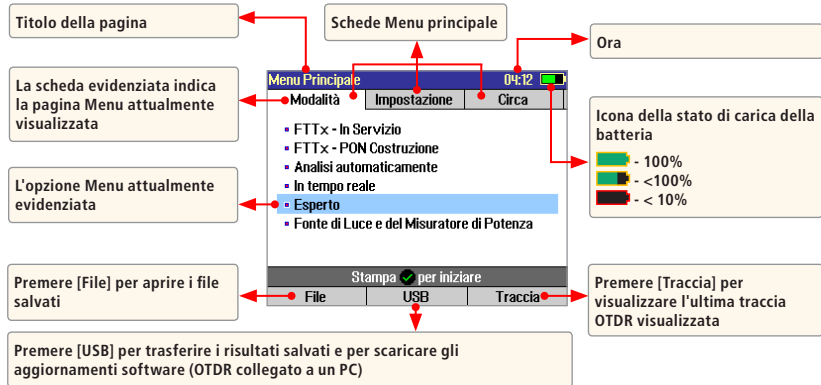 Titolo della pagina
Schede Menu principale
Ora
La scheda evidenziata indica
la pagina Menu attualmente
visualizzata
Menu Principale 04:12
Modalità Impostazione Circa
FTTx - In Servizio
FTTx - PON Costruzione
Analisi automaticamente
In tempo reale
Esperto
Fonte di Luce e del Misuratore di Potenza
Stampa per iniziare
File USB Traccia
Icona della stato di carica della
batteria
- 100%
- <100%
- < 10%
L'opzione Menu attualmente
evidenziata
Premere [File] per aprire i file
salvati
Premere [Traccia] per
visualizzare l'ultima traccia
OTDR visualizzata
Premere [USB] per trasferire i risultati salvati e per scaricare gli
aggiornamenti software (OTDR collegato a un PC)